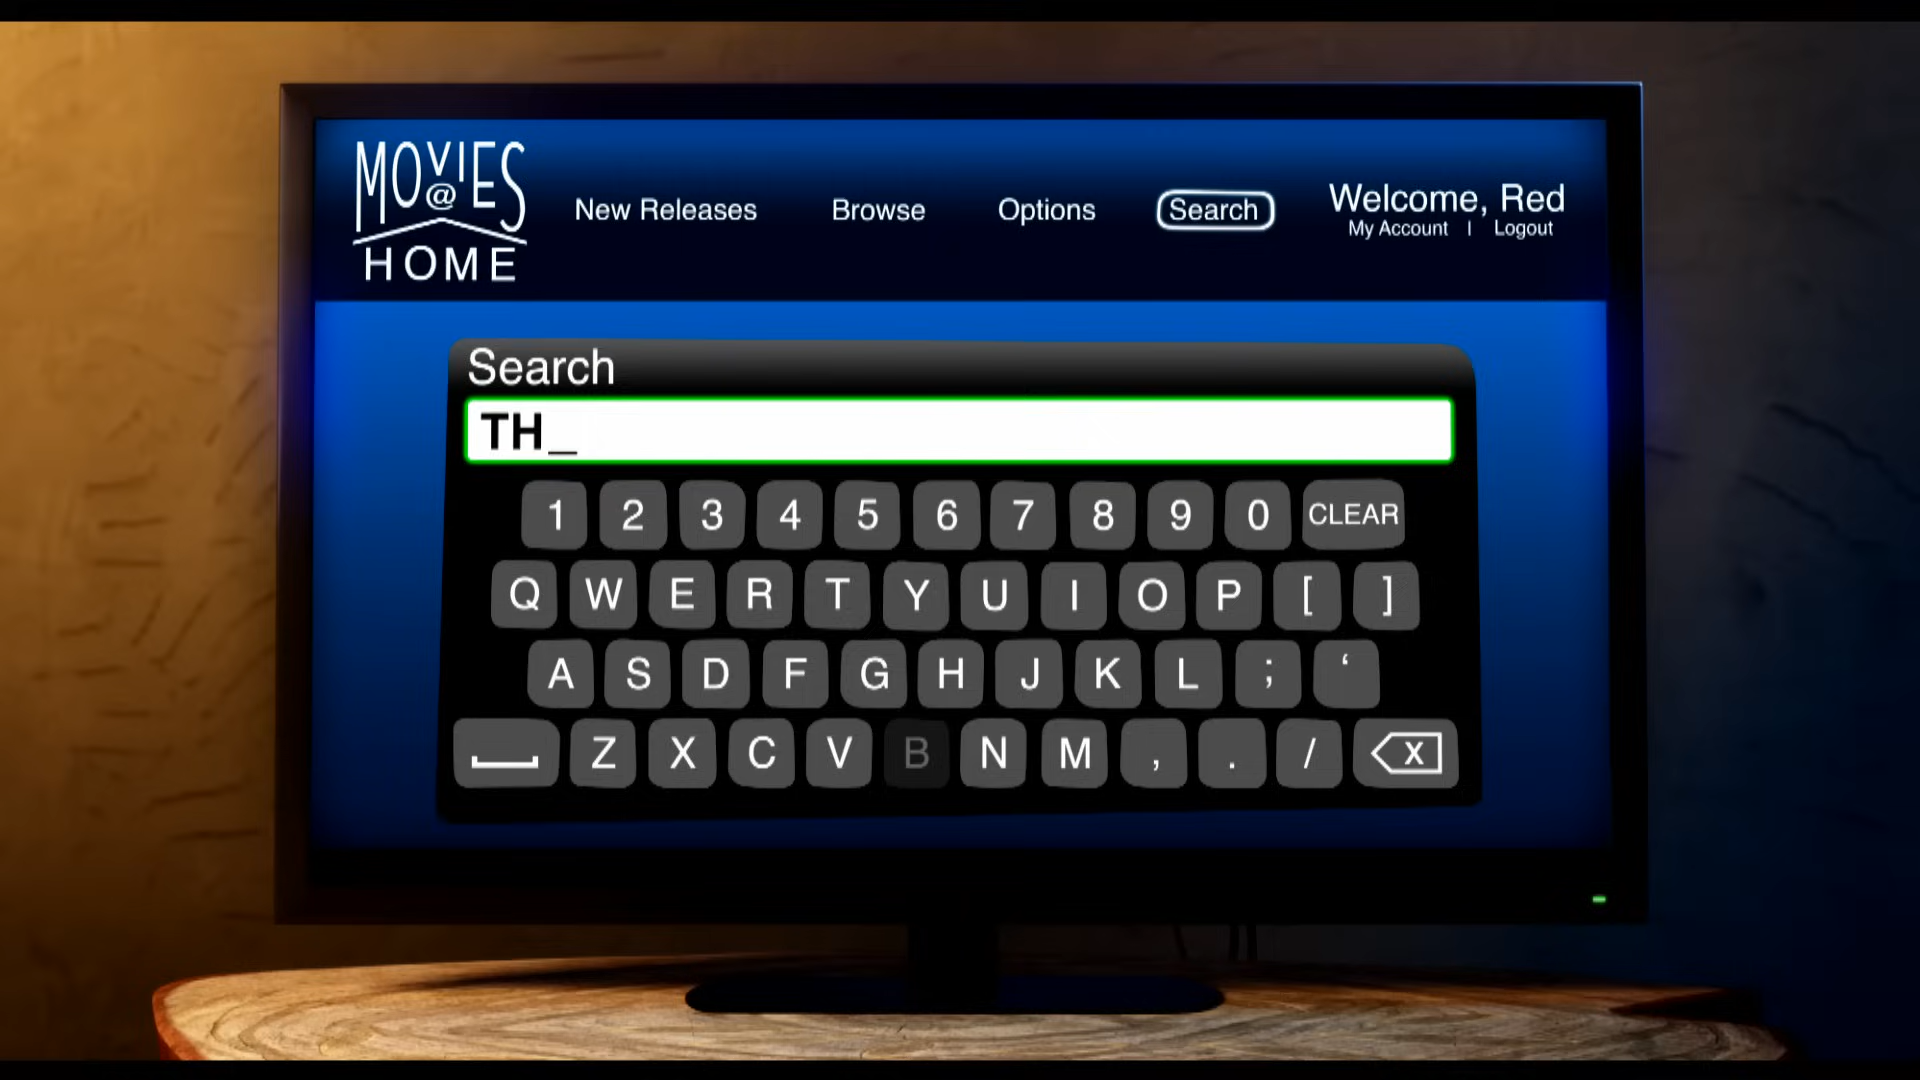 MOVIES
@
HOME
New Releases
Browse
Options
Search
Welcome, Red
My Account | Logout
Search
TH_
1 2 3 4 5 6 7 8 9 0 CLEAR
Q W E R T Y U I O P [ ]
A S D F G H J K L ; ‘
Z X C V B N M , . / X